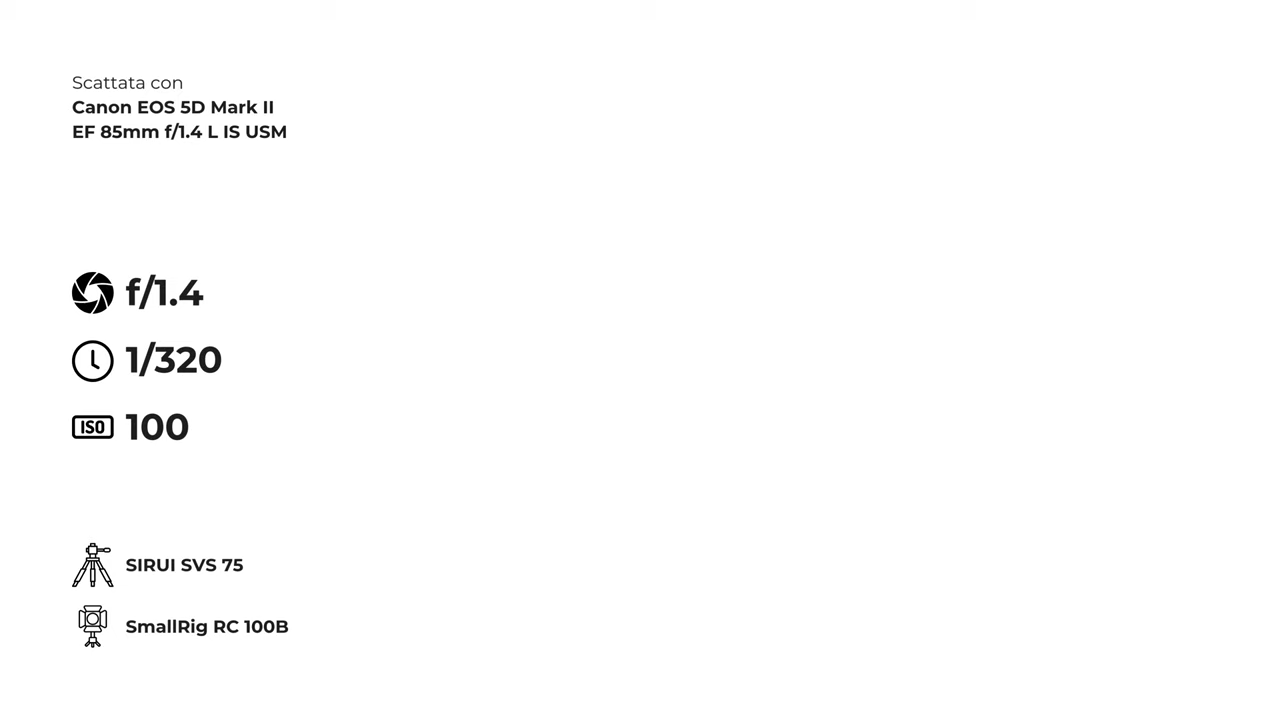 Scattata con
Canon EOS 5D Mark II
EF 85mm f/1.4 L IS USM
f/1.4
1/320
ISO 100
SIRUI SVS 75
SmallRig RC 100B